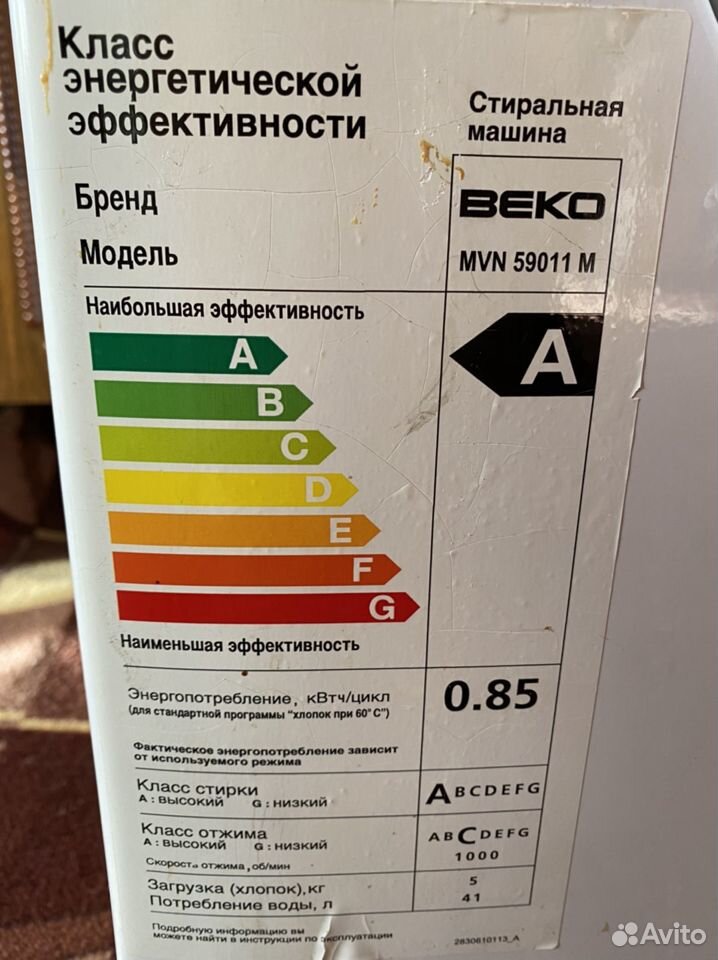 Класс
энергетической
эффективности
Стиральная
машина
Бренд
BEKO
Модель
MVN 59011 M
Наибольшая эффективность
A
A
B
C
D
E
F
G
Наименьшая эффективность
Энергопотребление, кВтч/цикл
(для стандартной программы "хлопок при 60°С")
0.85
Фактическое энергопотребление зависит
от используемого режима
Класс стирки
A : ВЫСОКИЙ G : НИЗКИЙ
A B C D E F G
Класс отжима
A : ВЫСОКИЙ G : НИЗКИЙ
A B C D E F G
Скорость отжима, об/мин
1000
Загрузка (хлопок), кг
5
Потребление воды, л
41
Подробную информацию вы
можете найти в инструкции по эксплуатации
2830610113_A
Avito